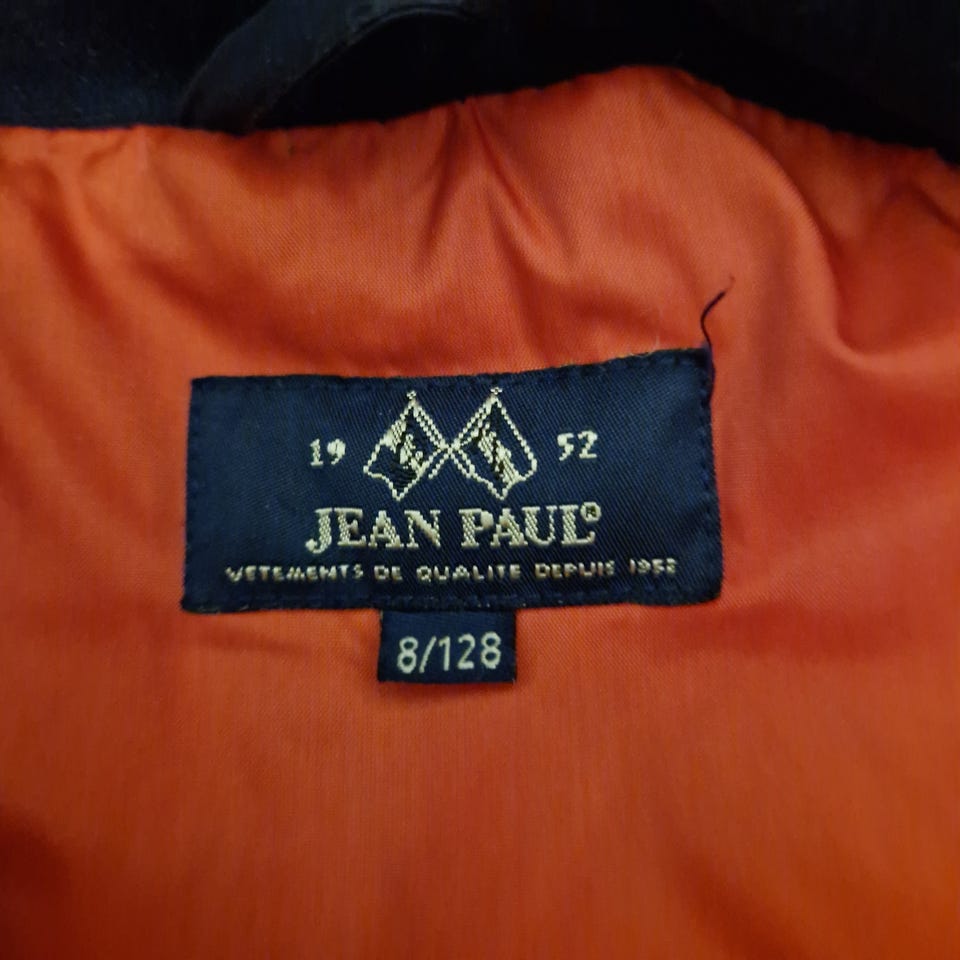 19 52
JEAN PAUL®
VETEMENTS DE QUALITE DEPUIS 1952
8/128